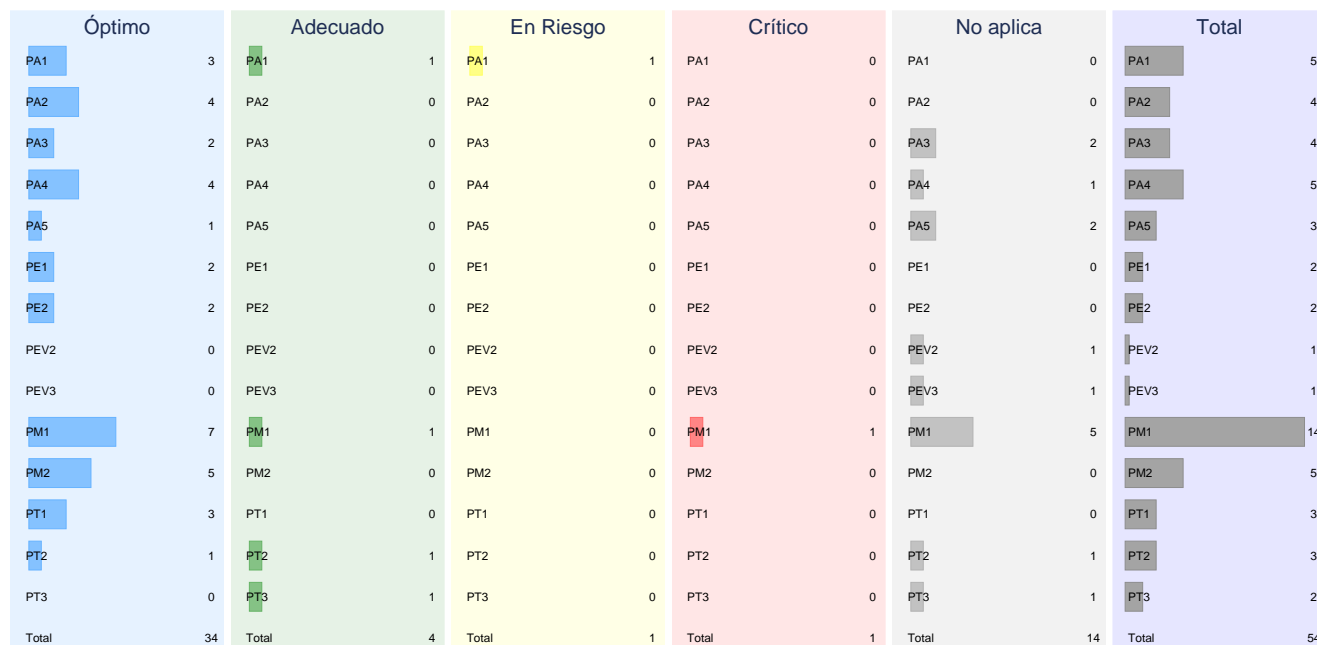 Óptimo Adecuado En Riesgo Crítico No aplica Total
PA1 3 PA1 1 PA1 1 PA1 0 PA1 0 PA1 5
PA2 4 PA2 0 PA2 0 PA2 0 PA2 0 PA2 4
PA3 2 PA3 0 PA3 0 PA3 0 PA3 2 PA3 4
PA4 4 PA4 0 PA4 0 PA4 0 PA4 1 PA4 5
PA5 1 PA5 0 PA5 0 PA5 0 PA5 2 PA5 3
PE1 2 PE1 0 PE1 0 PE1 0 PE1 0 PE1 2
PE2 2 PE2 0 PE2 0 PE2 0 PE2 0 PE2 2
PEV2 0 PEV2 0 PEV2 0 PEV2 0 PEV2 1 PEV2 1
PEV3 0 PEV3 0 PEV3 0 PEV3 0 PEV3 1 PEV3 1
PM1 7 PM1 1 PM1 0 PM1 1 PM1 5 PM1 14
PM2 5 PM2 0 PM2 0 PM2 0 PM2 0 PM2 5
PT1 3 PT1 0 PT1 0 PT1 0 PT1 0 PT1 3
PT2 1 PT2 1 PT2 0 PT2 0 PT2 1 PT2 3
PT3 0 PT3 1 PT3 0 PT3 0 PT3 1 PT3 2
Total 34 Total 4 Total 1 Total 1 Total 14 Total 54